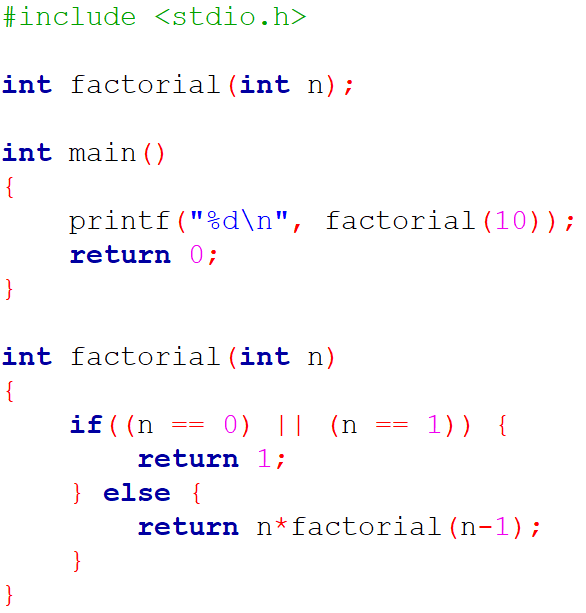 #include <stdio.h>

int factorial(int n);

int main()
{
    printf("%d\n", factorial(10));
    return 0;
}

int factorial(int n)
{
    if((n == 0) || (n == 1)) {
        return 1;
    } else {
        return n*factorial(n-1);
    }
}